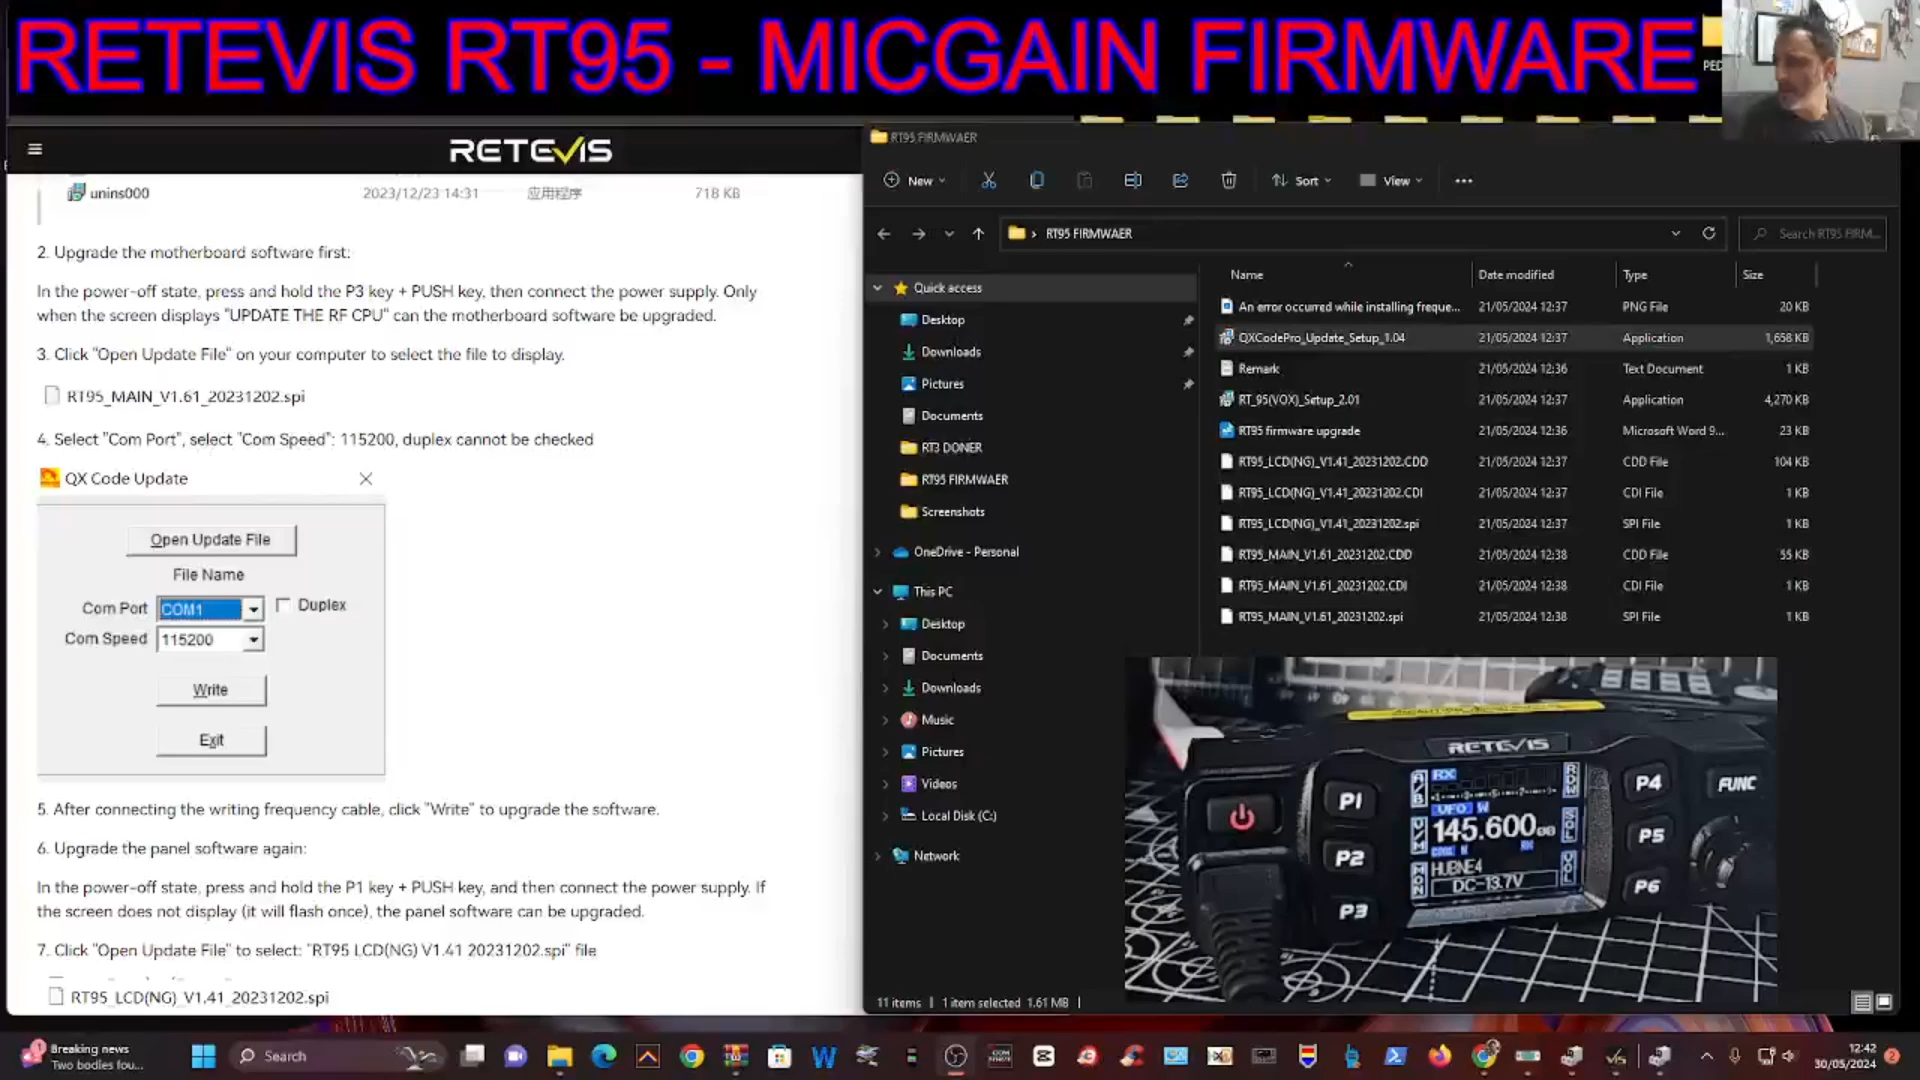 RETEVIS RT95 - MICGAIN FIRMWARE
PED
RETEVIS
unins000 2023/12/23 14:31 应用程序 718 KB
2. Upgrade the motherboard software first:
In the power-off state, press and hold the P3 key + PUSH key, then connect the power supply. Only
when the screen displays "UPDATE THE RF CPU" can the motherboard software be upgraded.
3. Click "Open Update File" on your computer to select the file to display.
RT95_MAIN_V1.61_20231202.spi
4. Select "Com Port", select "Com Speed": 115200, duplex cannot be checked
QX Code Update
Open Update File
File Name
Com Port COM1 Duplex
Com Speed 115200
Write
Exit
5. After connecting the writing frequency cable, click "Write" to upgrade the software.
6. Upgrade the panel software again:
In the power-off state, press and hold the P1 key + PUSH key, and then connect the power supply. If
the screen does not display (it will flash once), the panel software can be upgraded.
7. Click "Open Update File" to select: "RT95 LCD(NG) V1.41 20231202.spi" file
RT95_LCD(NG)_V1.41_20231202.spi
RT95 FIRMWAER
New Sort View
RT95 FIRMWAER
Search RT95 FIRM...
Quick access
Desktop
Downloads
Pictures
Documents
RT3 DONER
RT95 FIRMWAER
Screenshots
OneDrive - Personal
This PC
Desktop
Documents
Downloads
Music
Pictures
Videos
Local Disk (C:)
Network
Name Date modified Type Size
An error occurred while installing freque... 21/05/2024 12:37 PNG File 20 KB
QXCodePro_Update_Setup_1.04 21/05/2024 12:37 Application 1,658 KB
Remark 21/05/2024 12:36 Text Document 1 KB
RT_95(VOX)_Setup_2.01 21/05/2024 12:37 Application 4,270 KB
RT95 firmware upgrade 21/05/2024 12:36 Microsoft Word 9... 23 KB
RT95_LCD(NG)_V1.41_20231202.CDD 21/05/2024 12:37 CDD File 104 KB
RT95_LCD(NG)_V1.41_20231202.CDI 21/05/2024 12:37 CDI File 1 KB
RT95_LCD(NG)_V1.41_20231202.spi 21/05/2024 12:37 SPI File 1 KB
RT95_MAIN_V1.61_20231202.CDD 21/05/2024 12:38 CDD File 55 KB
RT95_MAIN_V1.61_20231202.CDI 21/05/2024 12:38 CDI File 1 KB
RT95_MAIN_V1.61_20231202.spi 21/05/2024 12:38 SPI File 1 KB
RETEVIS
P1
P2
P3
A/B
V/M
MON
RX
VFO W
145.600
HUBNE4
DC-13.7V
RDW
SQL
VOL
P4
P5
P6
FUNC
11 items 1 item selected 1.61 MB
Breaking news
Two bodies fou...
Search
12:42
30/05/2024
2